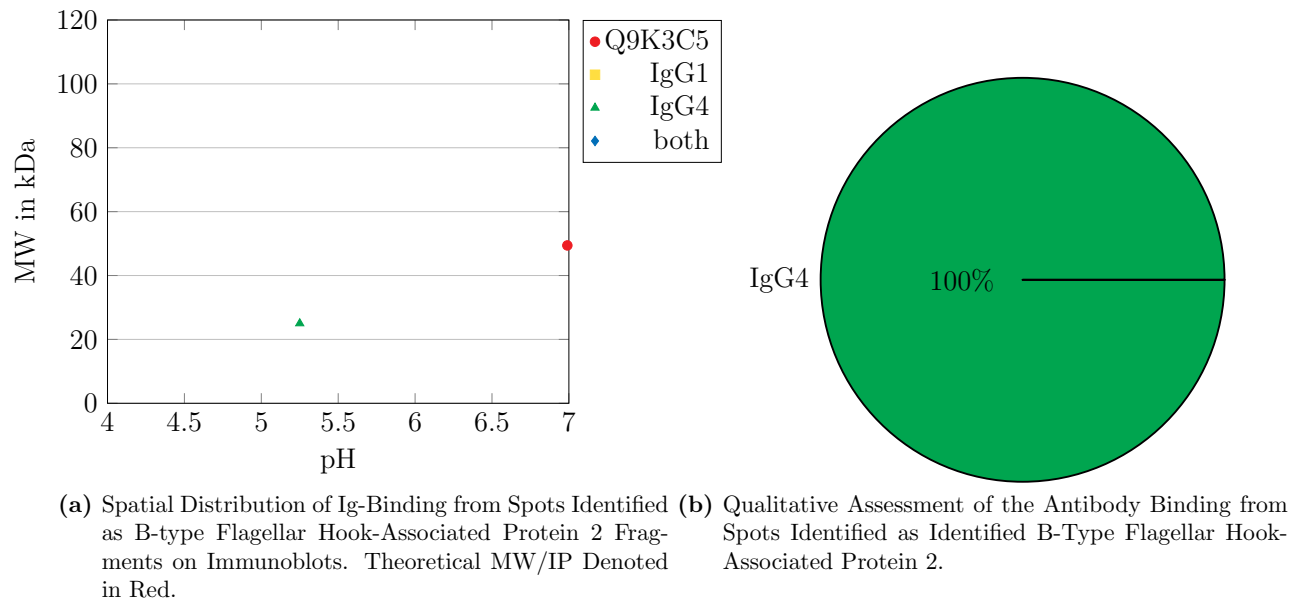 120
100
80
60
40
20
0
4
4.5
5
5.5
6
6.5
7
MW in kDa
pH
Q9K3C5
IgG1
IgG4
both
IgG4
100%
(a) Spatial Distribution of Ig-Binding from Spots Identified
as B-type Flagellar Hook-Associated Protein 2 Frag-
ments on Immunoblots. Theoretical MW/IP Denoted
in Red.
(b) Qualitative Assessment of the Antibody Binding from
Spots Identified as Identified B-Type Flagellar Hook-
Associated Protein 2.